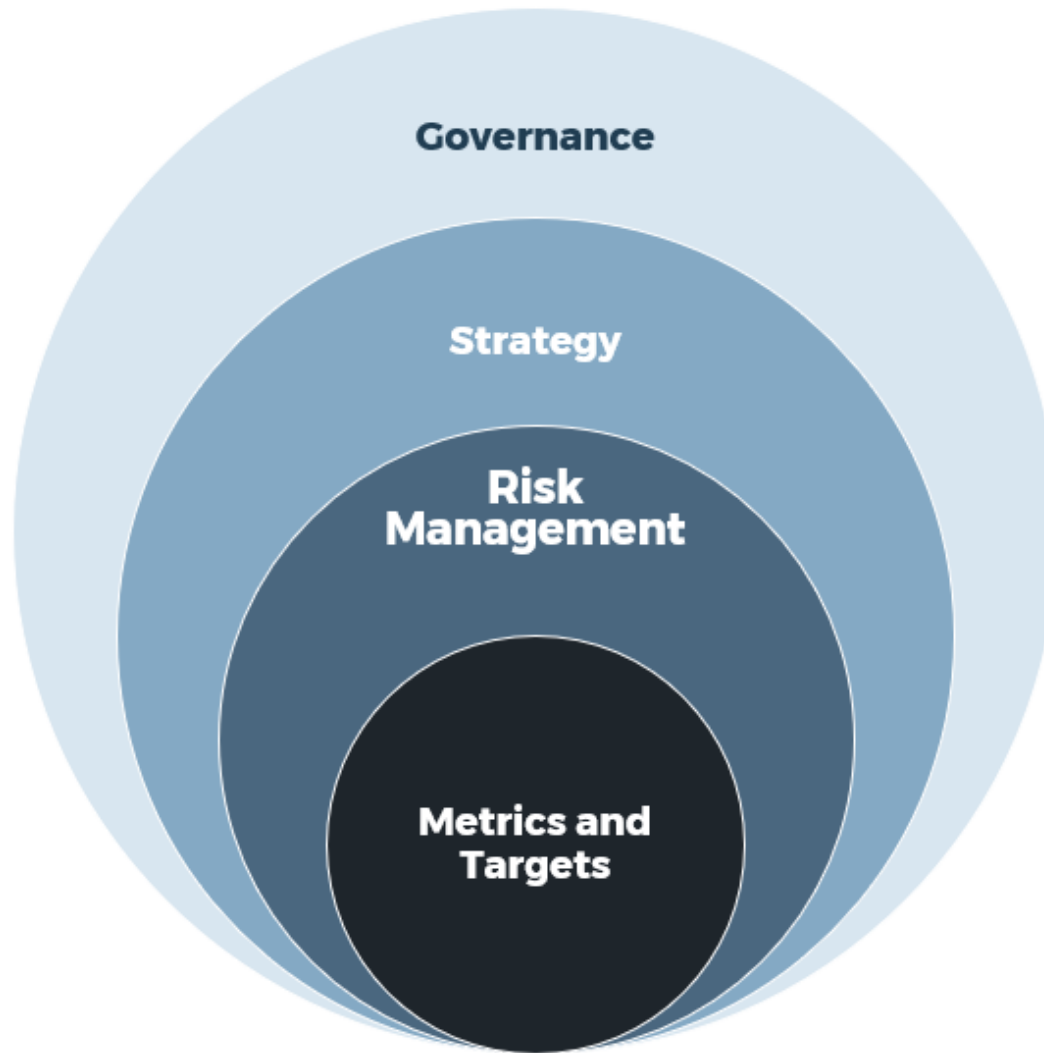 Governance
Strategy
Risk
Management
Metrics and
Targets